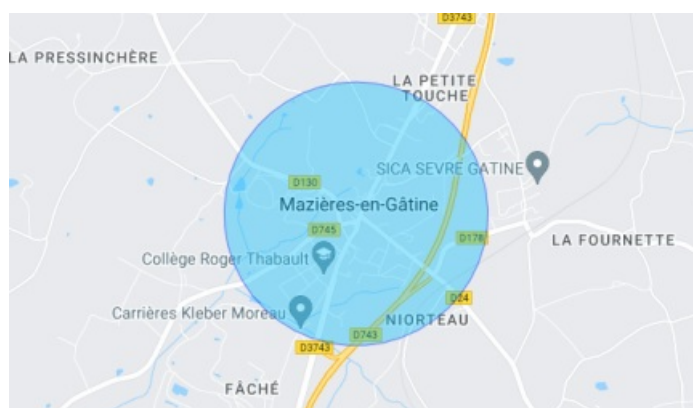 D3743
LA PRESSINCHÈRE
LA PETITE
TOUCHE
SICA SEVRE GATINE
D130
Mazières-en-Gâtine
D745
D178
LA FOURNETTE
Collège Roger Thabault
D24
Carrières Kleber Moreau
NIORTEAU
D743
D3743
FÂCHÉ